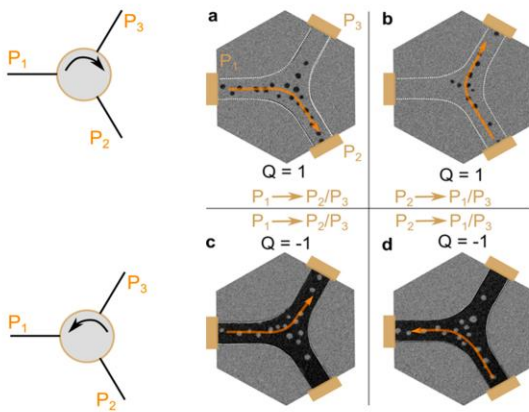 P₃
P₁
P₂
a
P₃
P₁
P₂
Q = 1
P₁ → P₂/P₃
b
Q = 1
P₂ → P₁/P₃
P₁ → P₂/P₃
Q = -1
c
P₂ → P₁/P₃
Q = -1
d
P₃
P₁
P₂